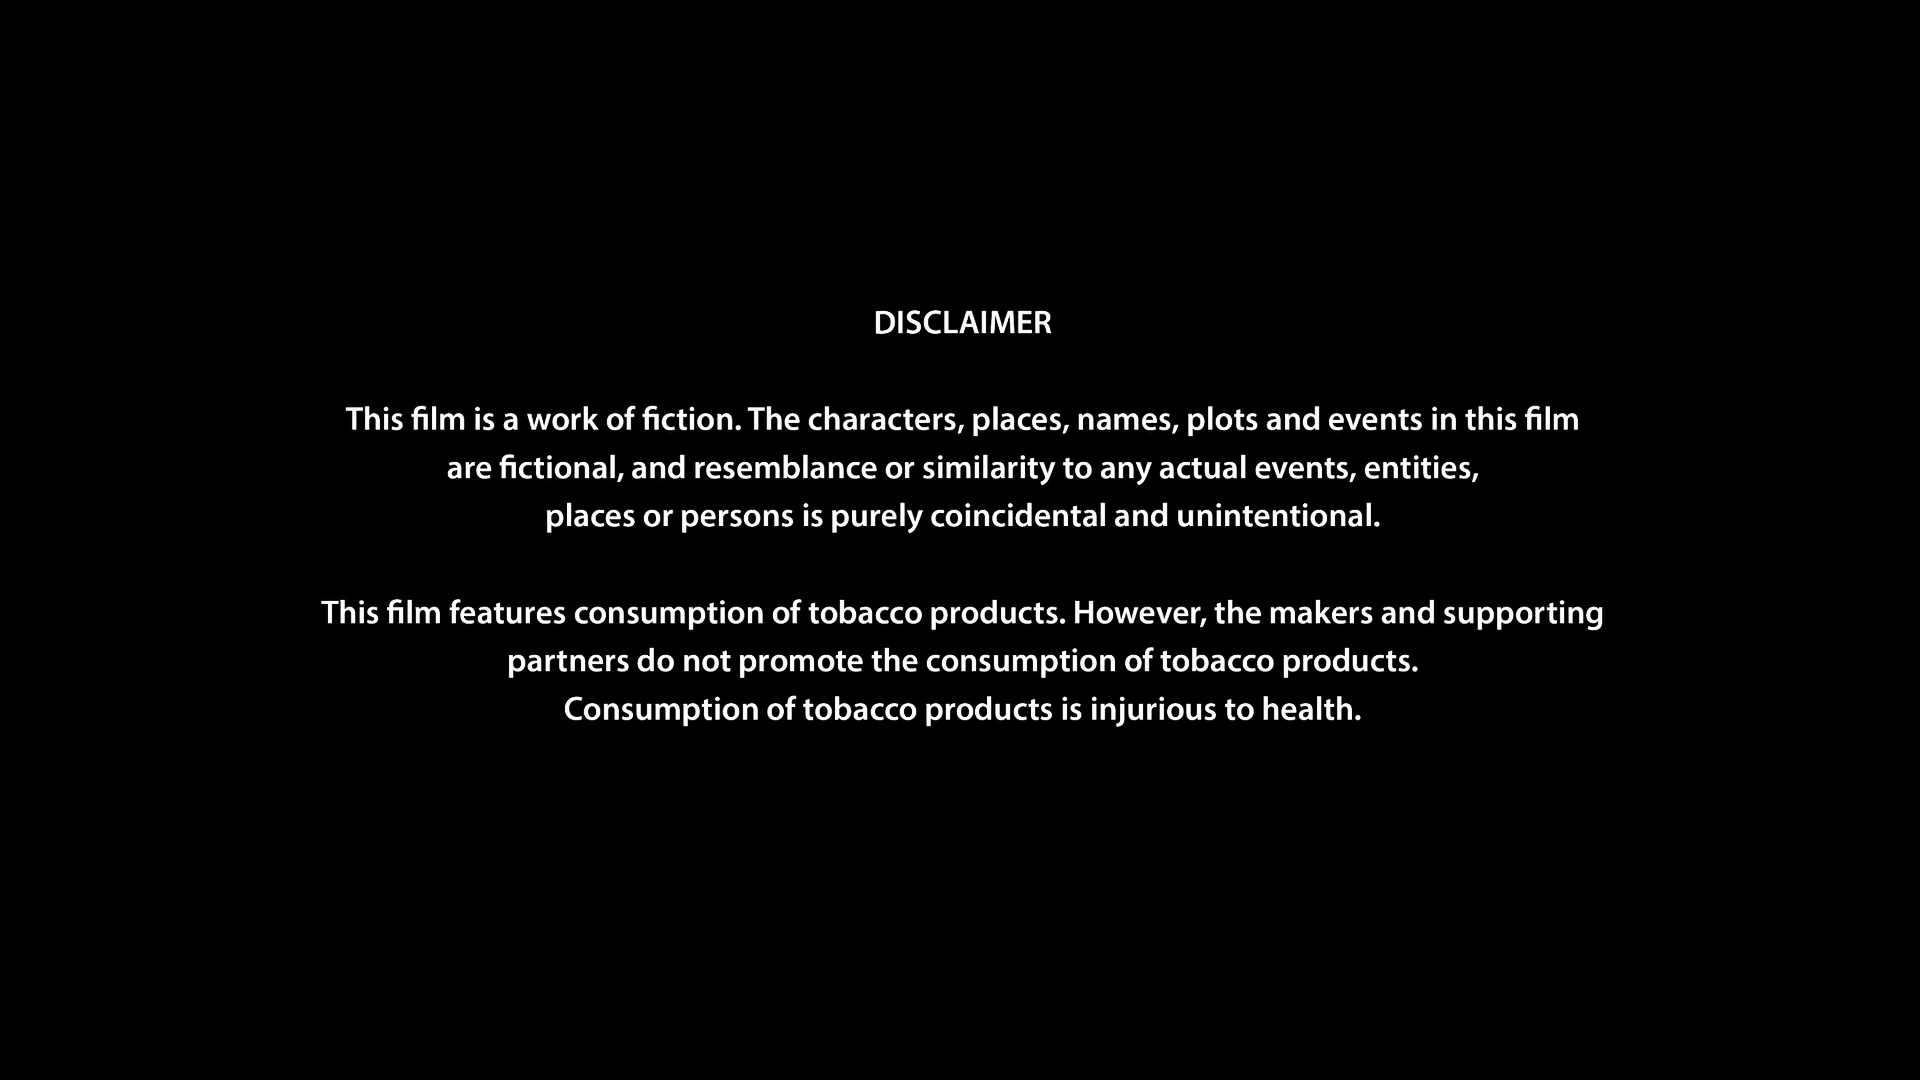 DISCLAIMER
This film is a work of fiction. The characters, places, names, plots and events in this film
are fictional, and resemblance or similarity to any actual events, entities,
places or persons is purely coincidental and unintentional.
This film features consumption of tobacco products. However, the makers and supporting
partners do not promote the consumption of tobacco products.
Consumption of tobacco products is injurious to health.